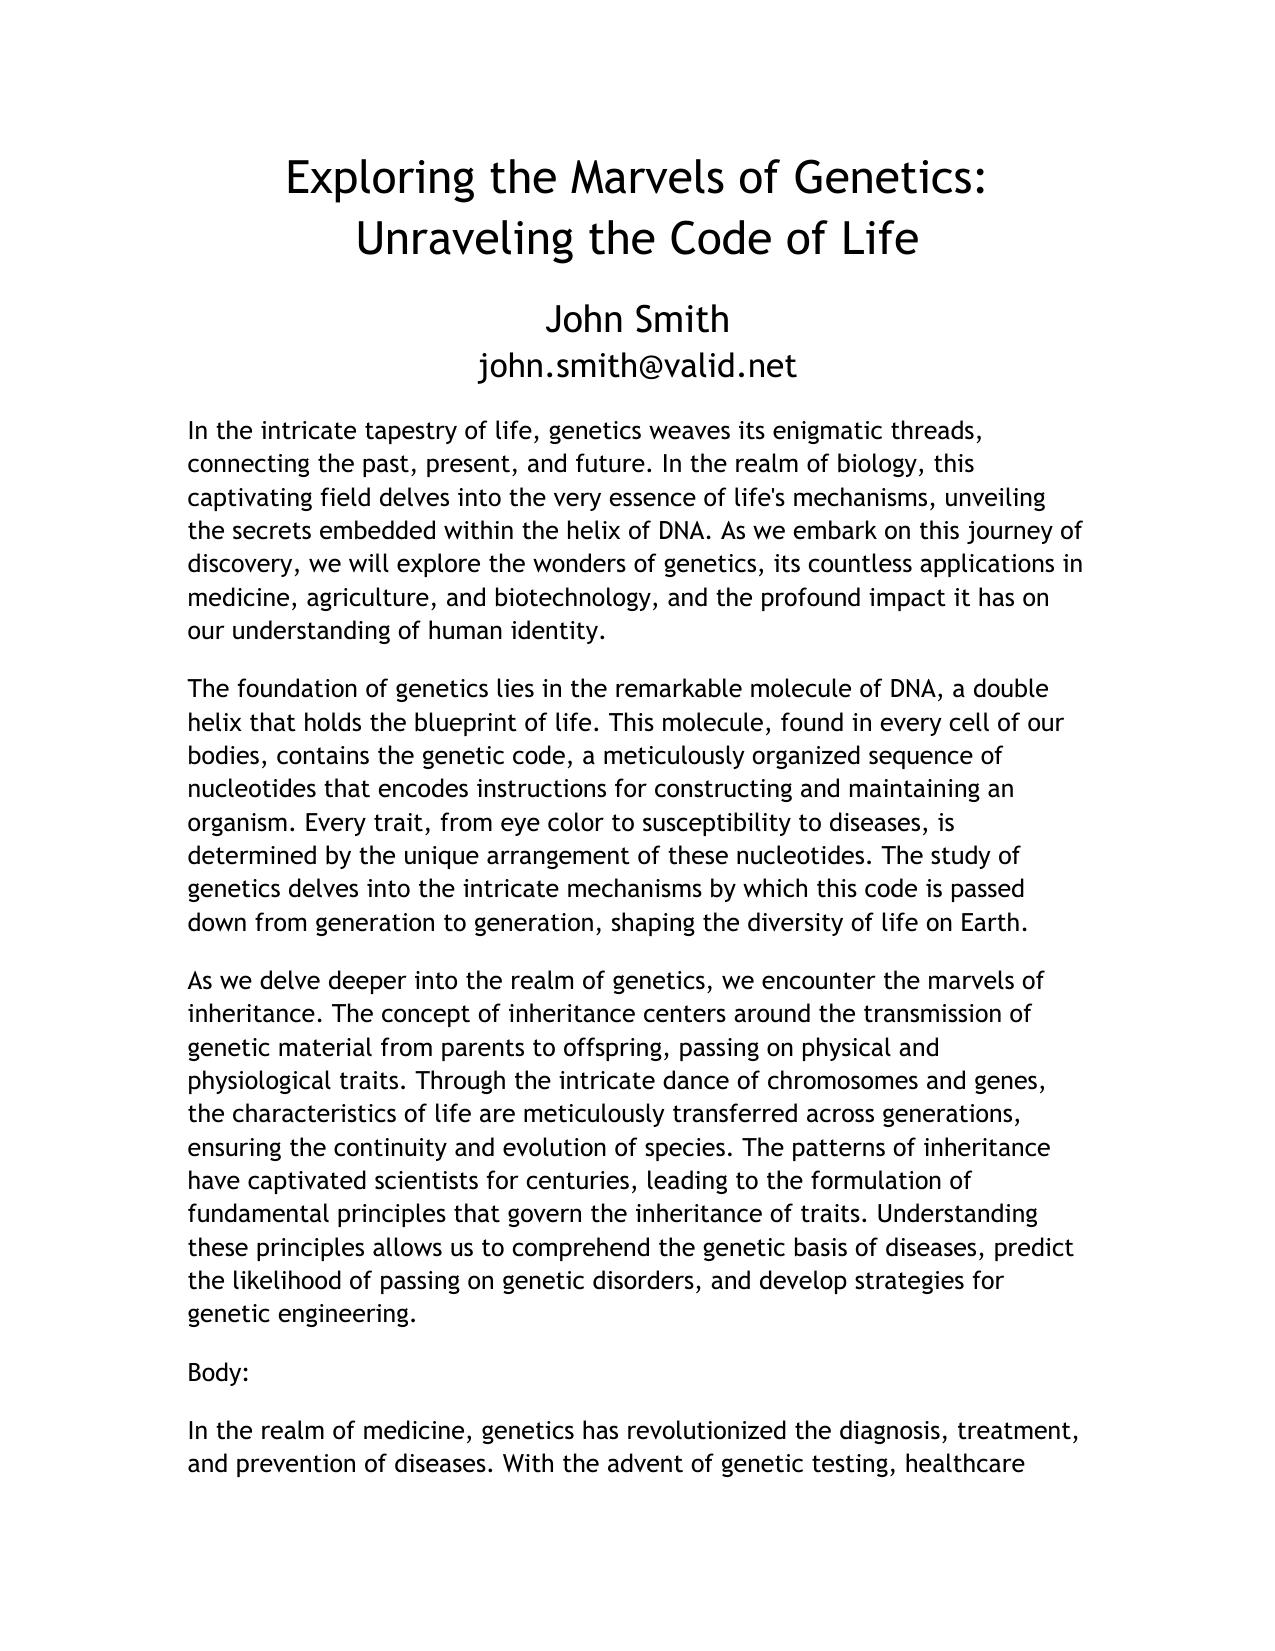 Exploring the Marvels of Genetics:
Unraveling the Code of Life
John Smith
john.smith@valid.net
In the intricate tapestry of life, genetics weaves its enigmatic threads,
connecting the past, present, and future. In the realm of biology, this
captivating field delves into the very essence of life's mechanisms, unveiling
the secrets embedded within the helix of DNA. As we embark on this journey of
discovery, we will explore the wonders of genetics, its countless applications in
medicine, agriculture, and biotechnology, and the profound impact it has on
our understanding of human identity.
The foundation of genetics lies in the remarkable molecule of DNA, a double
helix that holds the blueprint of life. This molecule, found in every cell of our
bodies, contains the genetic code, a meticulously organized sequence of
nucleotides that encodes instructions for constructing and maintaining an
organism. Every trait, from eye color to susceptibility to diseases, is
determined by the unique arrangement of these nucleotides. The study of
genetics delves into the intricate mechanisms by which this code is passed
down from generation to generation, shaping the diversity of life on Earth.
As we delve deeper into the realm of genetics, we encounter the marvels of
inheritance. The concept of inheritance centers around the transmission of
genetic material from parents to offspring, passing on physical and
physiological traits. Through the intricate dance of chromosomes and genes,
the characteristics of life are meticulously transferred across generations,
ensuring the continuity and evolution of species. The patterns of inheritance
have captivated scientists for centuries, leading to the formulation of
fundamental principles that govern the inheritance of traits. Understanding
these principles allows us to comprehend the genetic basis of diseases, predict
the likelihood of passing on genetic disorders, and develop strategies for
genetic engineering.
Body:
In the realm of medicine, genetics has revolutionized the diagnosis, treatment,
and prevention of diseases. With the advent of genetic testing, healthcare